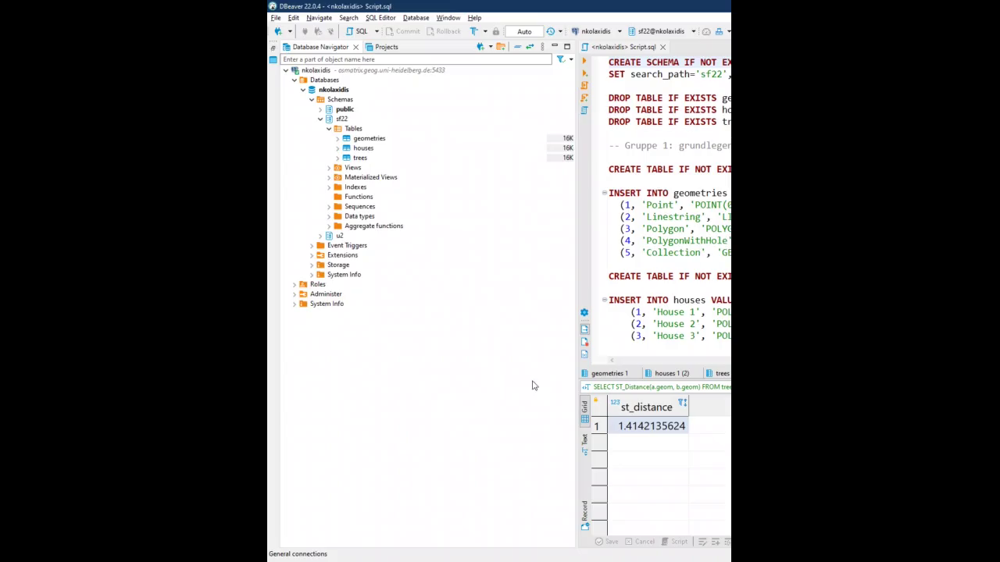 DBeaver 22.0.4 - <nkolaxidis> Script.sql
File Edit Navigate Search SQL Editor Database Window Help
SQL Commit Rollback Auto nkolaxidis sf22@nkolaxidis
Database Navigator Projects
Enter a part of object name here
nkolaxidis - osmatrix.geog.uni-heidelberg.de:5433
Databases
nkolaxidis
Schemas
public
sf22
Tables
geometries 16K
houses 16K
trees 16K
Views
Materialized Views
Indexes
Functions
Sequences
Data types
Aggregate functions
u2
Event Triggers
Extensions
Storage
System Info
Roles
Administer
System Info
<nkolaxidis> Script.sql
CREATE SCHEMA IF NOT EX
SET search_path='sf22',
DROP TABLE IF EXISTS ge
DROP TABLE IF EXISTS ho
DROP TABLE IF EXISTS tr
-- Gruppe 1: grundlegen
CREATE TABLE IF NOT EXI
INSERT INTO geometries
(1, 'Point', 'POINT(0
(2, 'Linestring', 'LI
(3, 'Polygon', 'POLYG
(4, 'PolygonWithHole'
(5, 'Collection', 'GE
CREATE TABLE IF NOT EXI
INSERT INTO houses VALU
(1, 'House 1', 'POL
(2, 'House 2', 'POL
(3, 'House 3', 'POL
geometries 1 houses 1 (2) trees
SELECT ST_Distance(a.geom, b.geom) FROM tree
Grid
Text
Record
123 st_distance
1 1.4142135624
Save Cancel Script
General connections